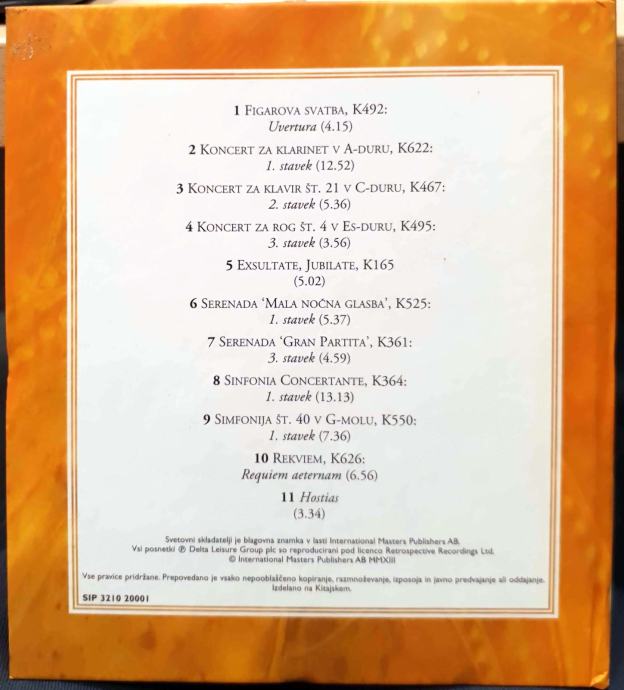 1 FIGAROVA SVATBA, K492:
Uvertura (4.15)
2 KONCERT ZA KLARINET V A-DURU, K622:
1. stavek (12.52)
3 KONCERT ZA KLAVIR ŠT. 21 V C-DURU, K467:
2. stavek (5.36)
4 KONCERT ZA ROG ŠT. 4 V ES-DURU, K495:
3. stavek (3.56)
5 EXSULTATE, JUBILATE, K165
(5.02)
6 SERENADA ‘MALA NOČNA GLASBA’, K525:
1. stavek (5.37)
7 SERENADA ‘GRAN PARTITA’, K361:
3. stavek (4.59)
8 SINFONIA CONCERTANTE, K364:
1. stavek (13.13)
9 SIMFONIJA ŠT. 40 V G-MOLU, K550:
1. stavek (7.36)
10 REKVIEM, K626:
Requiem aeternam (6.56)
11 Hostias
(3.34)
Svetovni skladatelji je blagovna znamka v lasti International Masters Publishers AB.
Vsi posnetki ℗ Delta Leisure Group plc so reproducirani pod licenco Retrospective Recordings Ltd.
© International Masters Publishers AB MMXIII
Vse pravice pridržane. Prepovedano je vsako nepooblaščeno kopiranje, razmnoževanje, izposoja in javno predvajanje ali oddajanje.
Izdelano na Kitajskem.
SIP 3210 20001